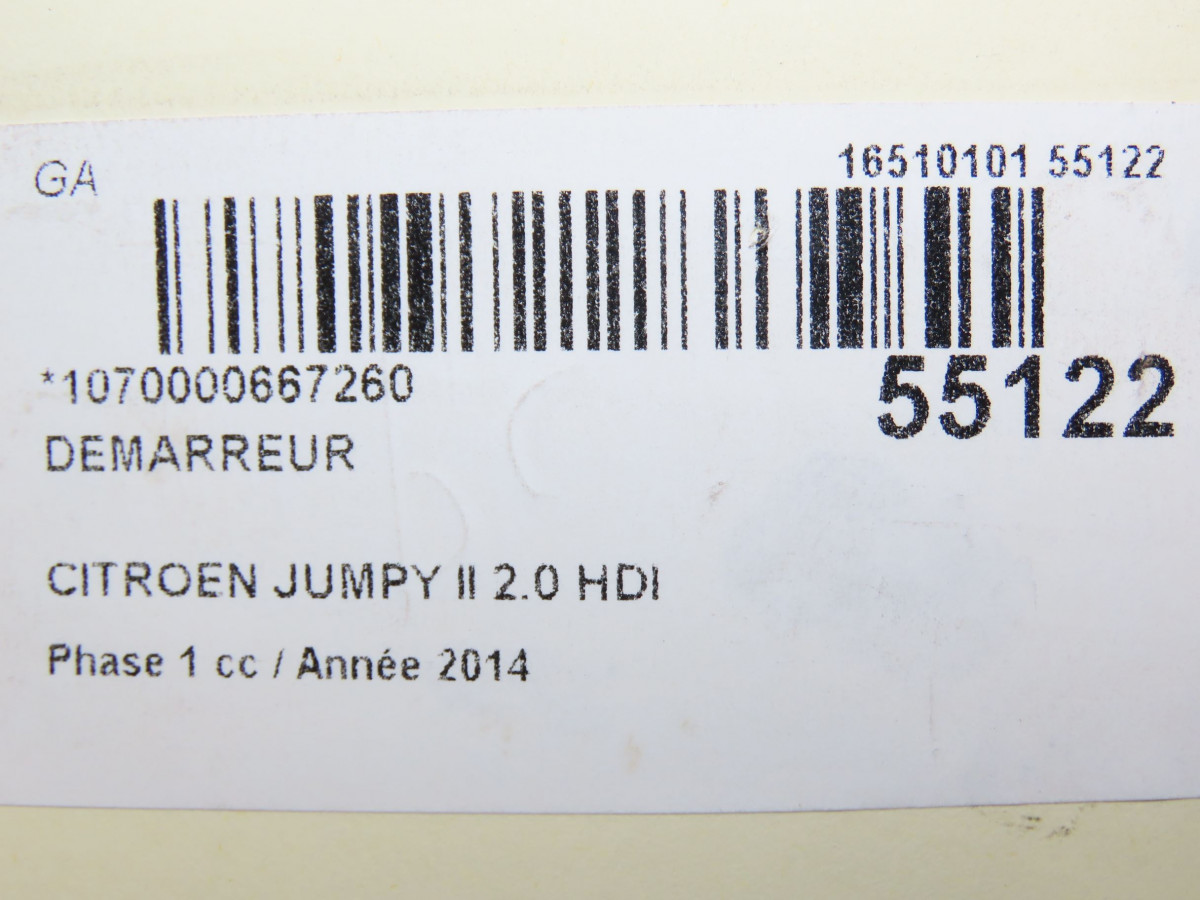 GA
16510101 55122
*1070000667260
55122
DEMARREUR
CITROEN JUMPY II 2.0 HDI
Phase 1 cc / Année 2014